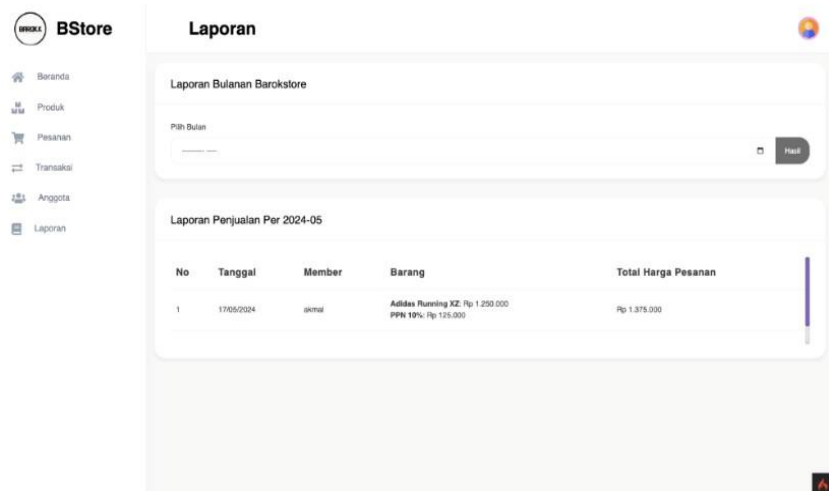 BStore
Laporan
Beranda
Produk
Pesanan
Transaksi
Anggota
Laporan
Laporan Bulanan Barokstore
Pilih Bulan
Hasil
Laporan Penjualan Per 2024-05
No Tanggal Member Barang Total Harga Pesanan
1 17/05/2024 akmal Adidas Running XZ: Rp 1.250.000 Rp 1.375.000
PPN 10%: Rp 125.000